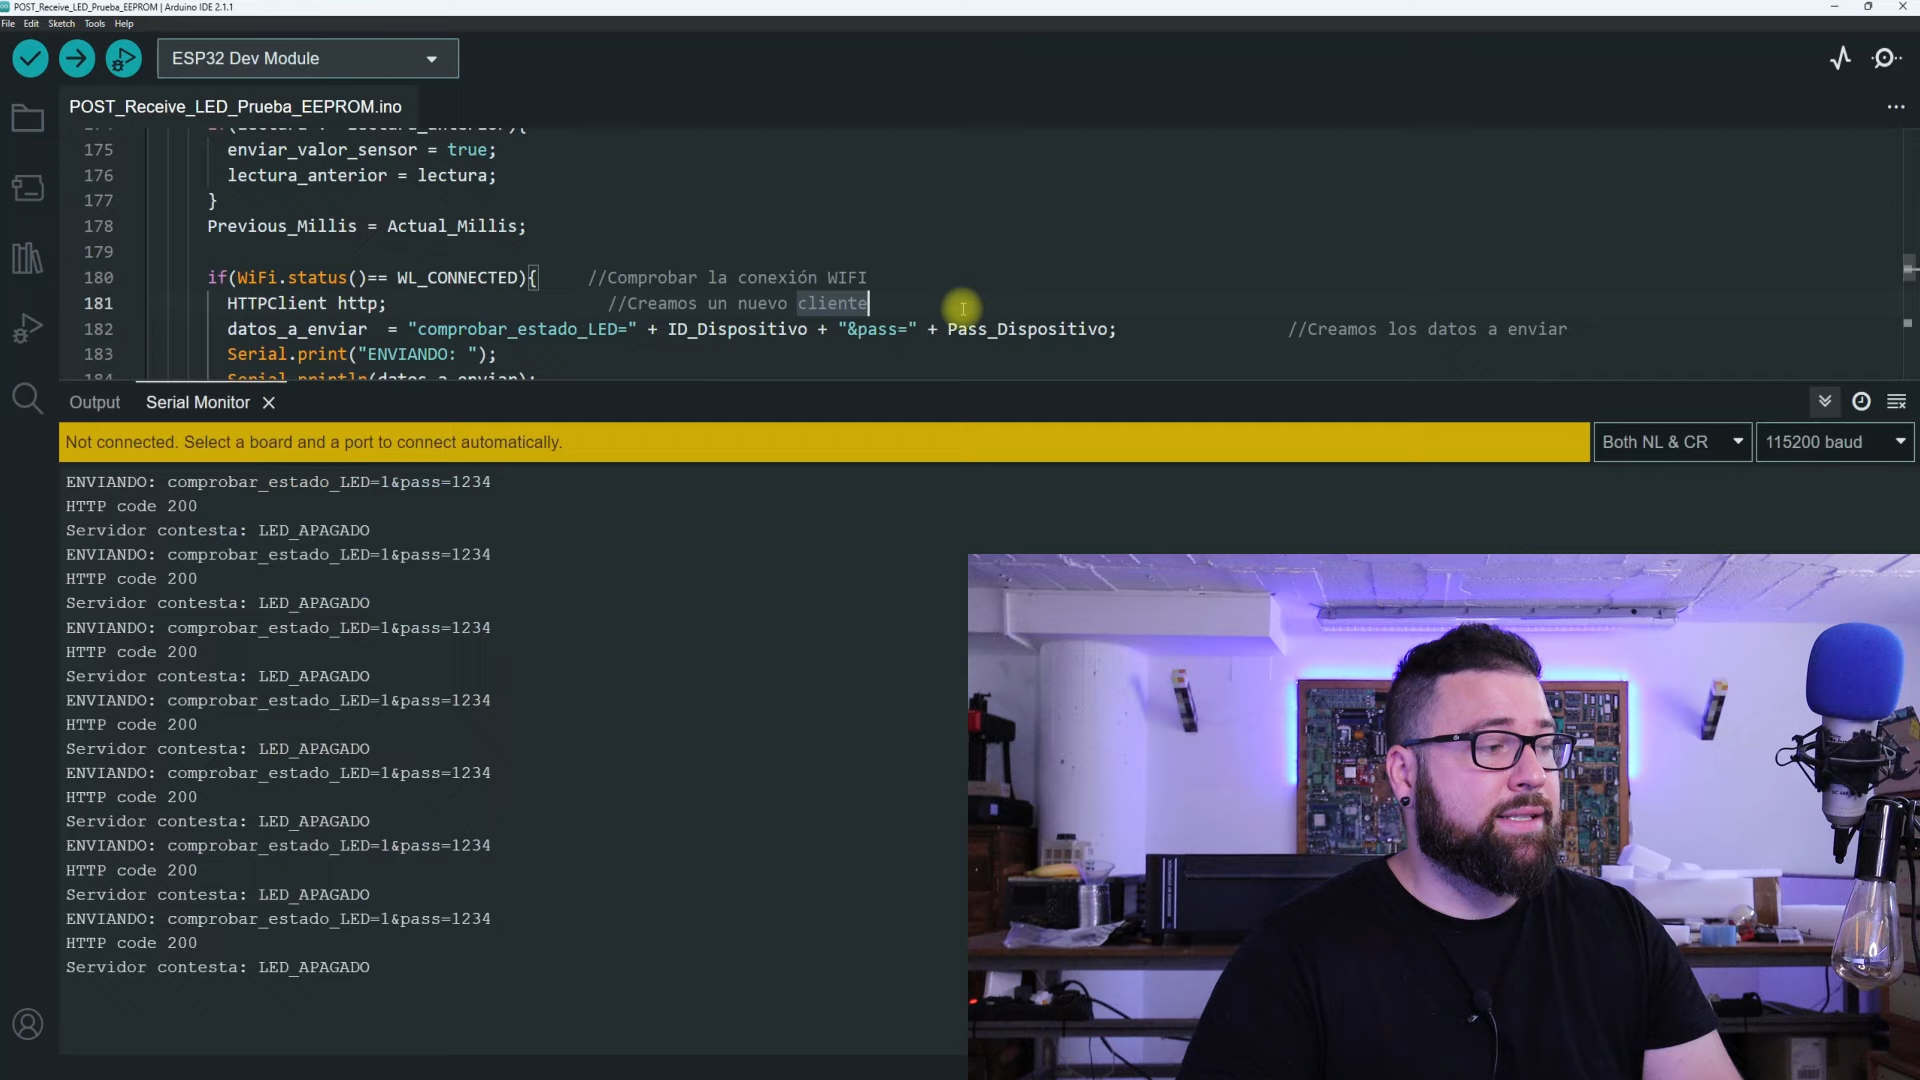 POST_Receive_LED_Prueba_EEPROM | Arduino IDE 2.1.1
File Edit Sketch Tools Help
ESP32 Dev Module
POST_Receive_LED_Prueba_EEPROM.ino
175 enviar_valor_sensor = true;
176 lectura_anterior = lectura;
177 }
178 Previous_Millis = Actual_Millis;
179
180 if(WiFi.status()== WL_CONNECTED){ //Comprobar la conexión WIFI
181 HTTPClient http; //Creamos un nuevo cliente
182 datos_a_enviar = "comprobar_estado_LED=" + ID_Dispositivo + "&pass=" + Pass_Dispositivo; //Creamos los datos a enviar
183 Serial.print("ENVIANDO: ");
184 Serial.println(datos_a_enviar);
Output Serial Monitor
Not connected. Select a board and a port to connect automatically. Both NL & CR 115200 baud
ENVIANDO: comprobar_estado_LED=1&pass=1234
HTTP code 200
Servidor contesta: LED_APAGADO
ENVIANDO: comprobar_estado_LED=1&pass=1234
HTTP code 200
Servidor contesta: LED_APAGADO
ENVIANDO: comprobar_estado_LED=1&pass=1234
HTTP code 200
Servidor contesta: LED_APAGADO
ENVIANDO: comprobar_estado_LED=1&pass=1234
HTTP code 200
Servidor contesta: LED_APAGADO
ENVIANDO: comprobar_estado_LED=1&pass=1234
HTTP code 200
Servidor contesta: LED_APAGADO
ENVIANDO: comprobar_estado_LED=1&pass=1234
HTTP code 200
Servidor contesta: LED_APAGADO
ENVIANDO: comprobar_estado_LED=1&pass=1234
HTTP code 200
Servidor contesta: LED_APAGADO